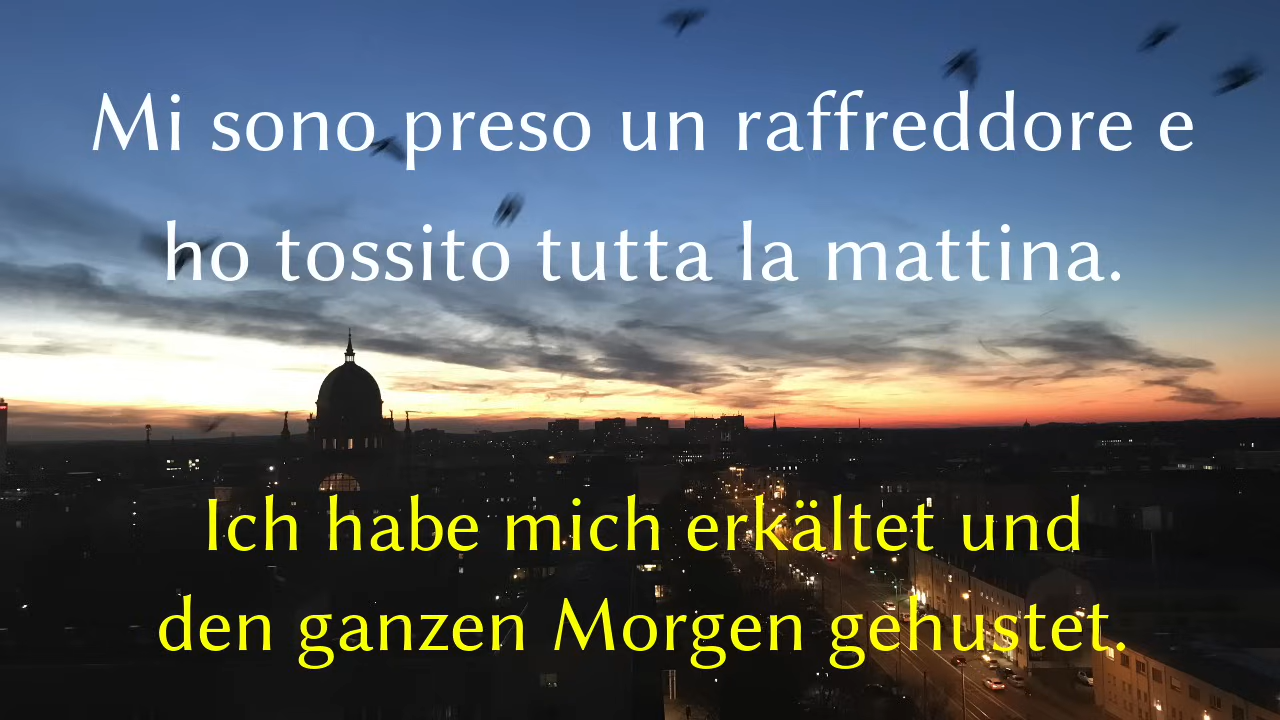 Mi sono preso un raffreddore e
ho tossito tutta la mattina.
Ich habe mich erkältet und
den ganzen Morgen gehustet.